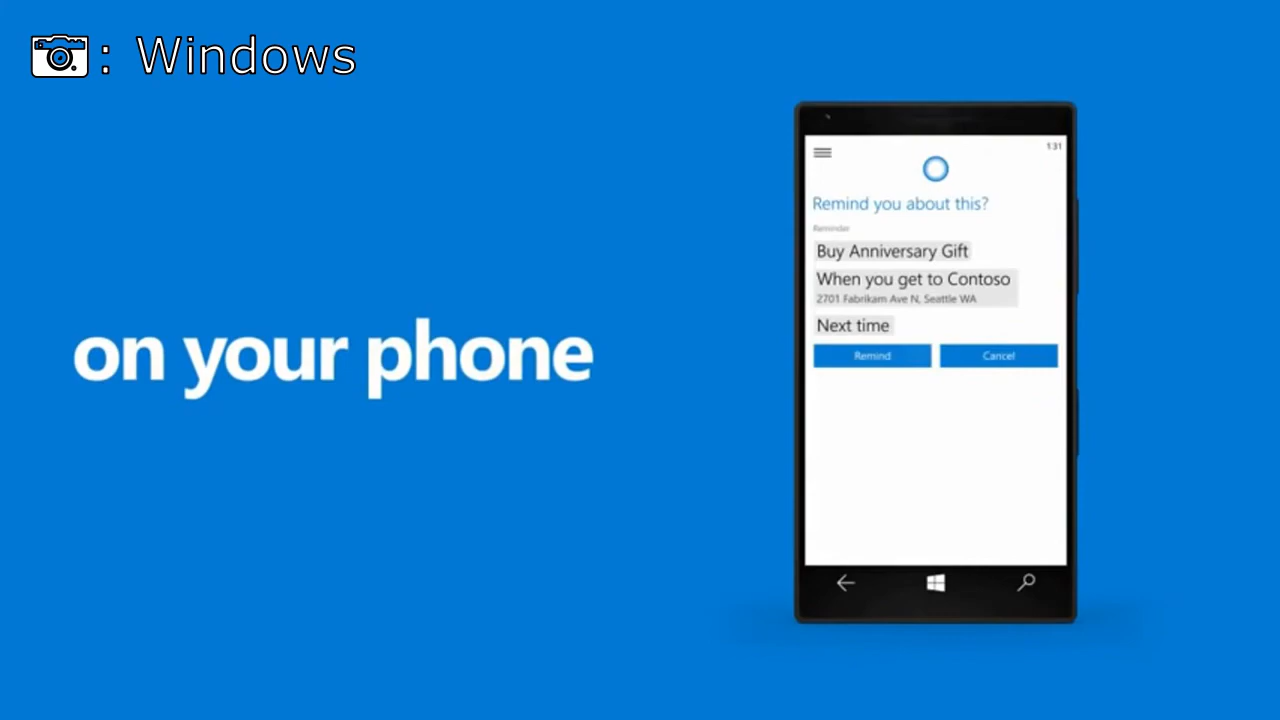 : Windows
on your phone
1:31
Remind you about this?
Reminder
Buy Anniversary Gift
When you get to Contoso
2701 Fabrikam Ave N, Seattle WA
Next time
Remind
Cancel